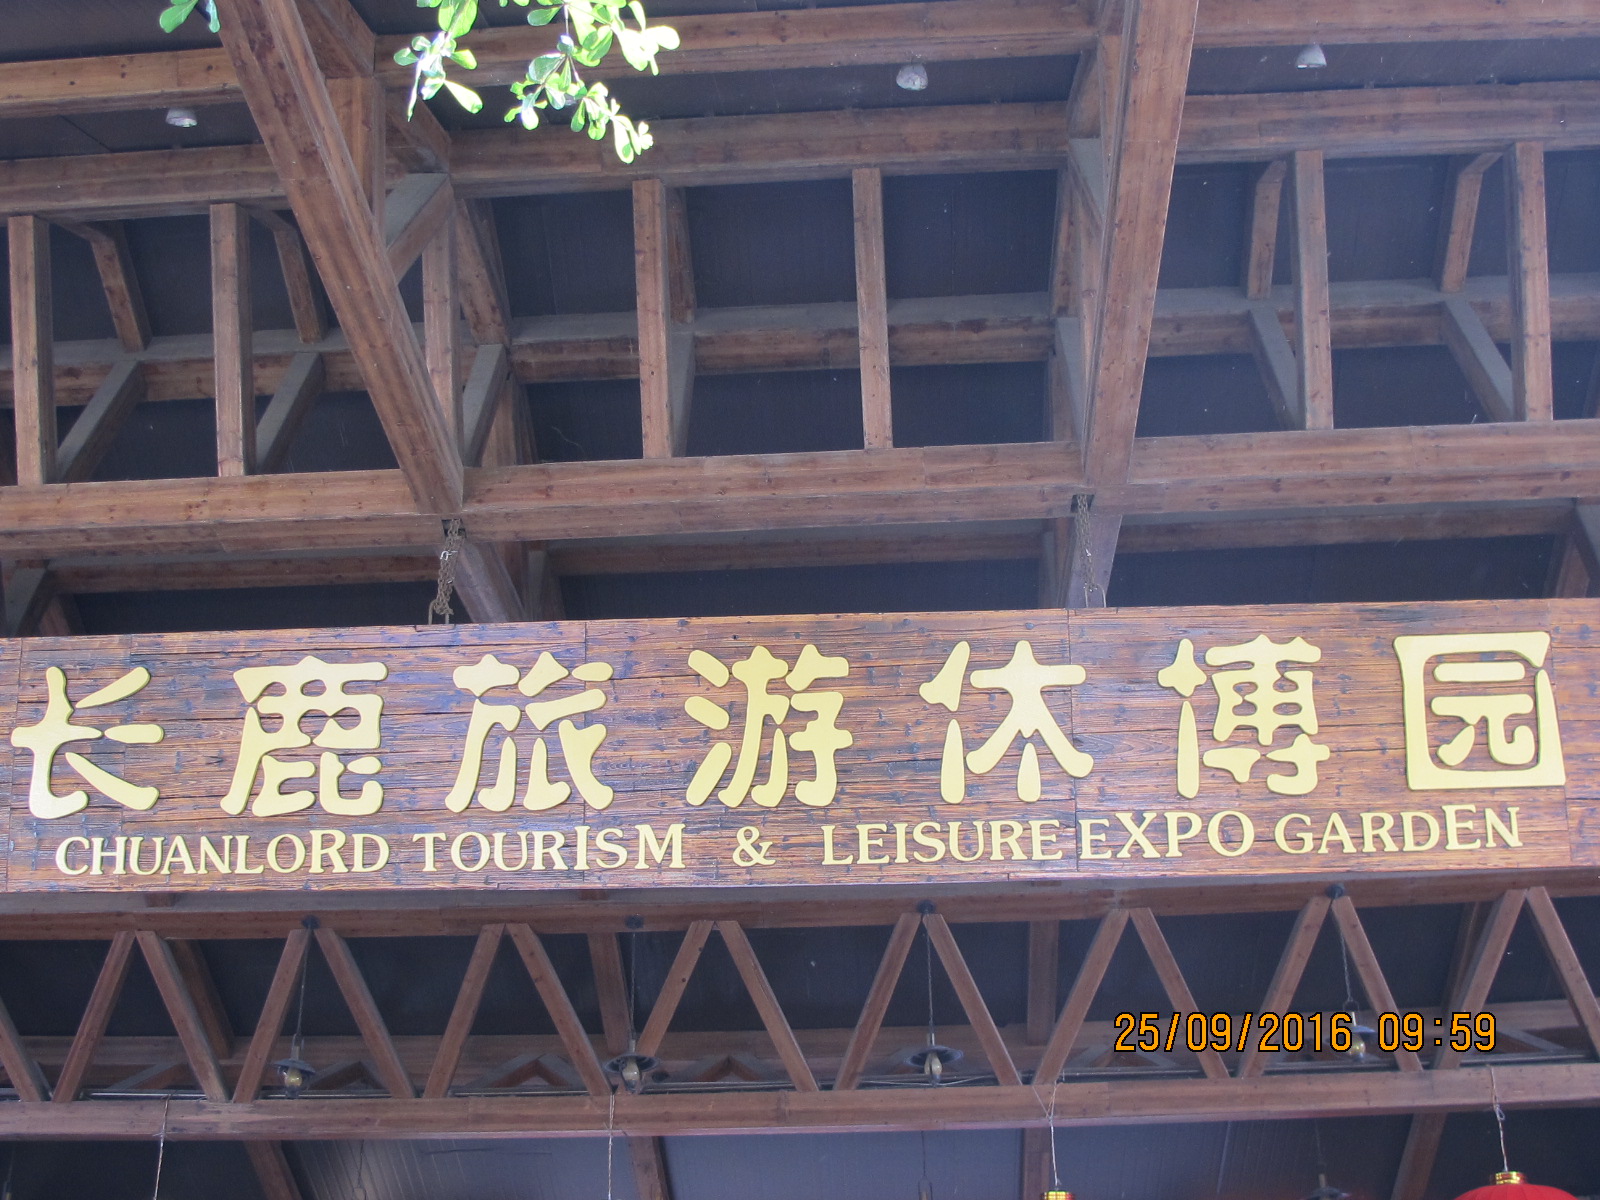 长鹿旅游休博园
CHUANLORD TOURISM & LEISURE EXPO GARDEN
25/09/2016 09:59